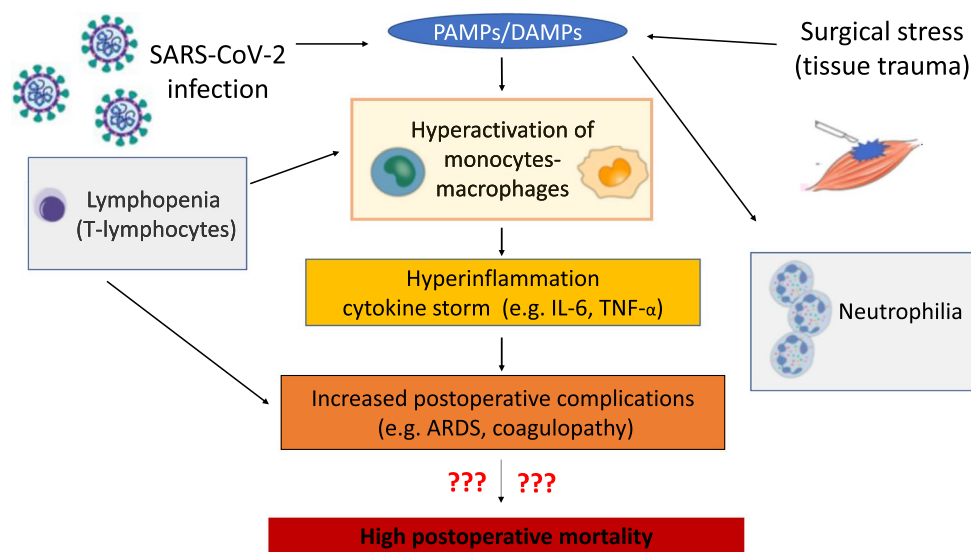 PAMPs/DAMPs
SARS-CoV-2
infection
Surgical stress
(tissue trauma)
Hyperactivation of
monocytes-
macrophages
Lymphopenia
(T-lymphocytes)
Hyperinflammation
cytokine storm (e.g. IL-6, TNF-α)
Neutrophilia
Increased postoperative complications
(e.g. ARDS, coagulopathy)
??? ???
High postoperative mortality